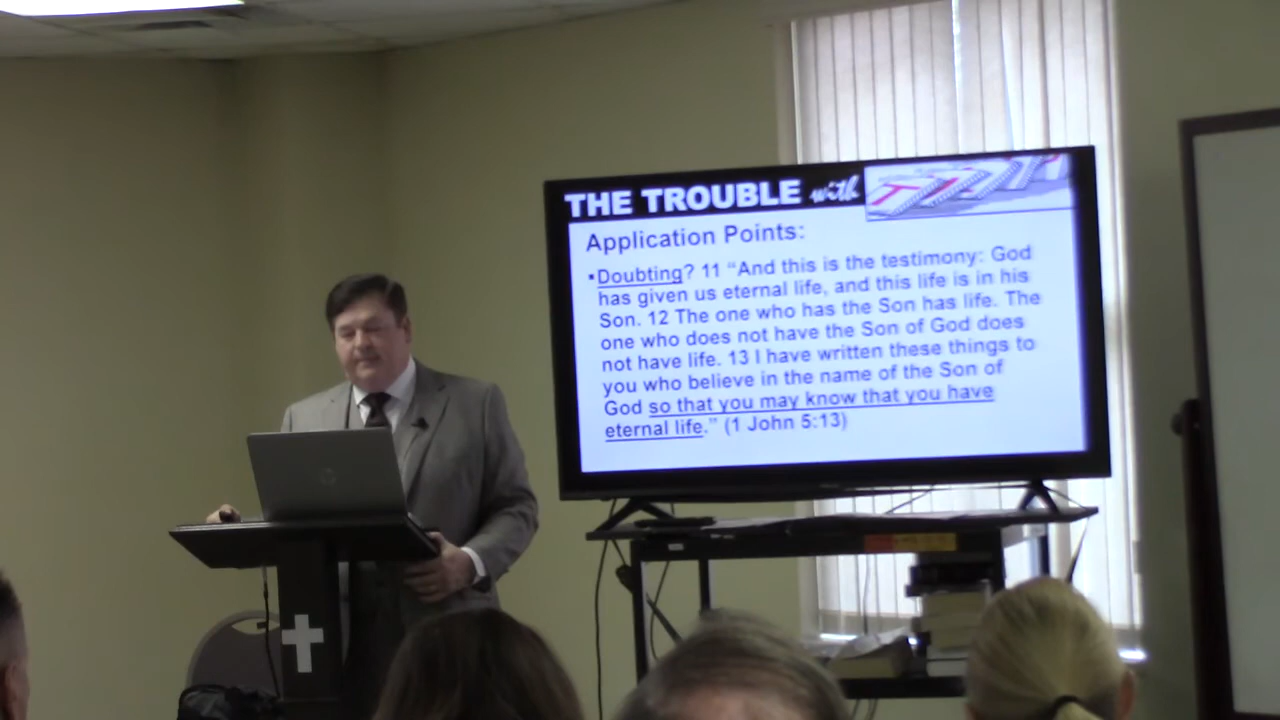 THE TROUBLE with
Application Points:
▪Doubting? 11 “And this is the testimony: God
has given us eternal life, and this life is in his
Son. 12 The one who has the Son has life. The
one who does not have the Son of God does
not have life. 13 I have written these things to
you who believe in the name of the Son of
God so that you may know that you have
eternal life.” (1 John 5:13)
hp